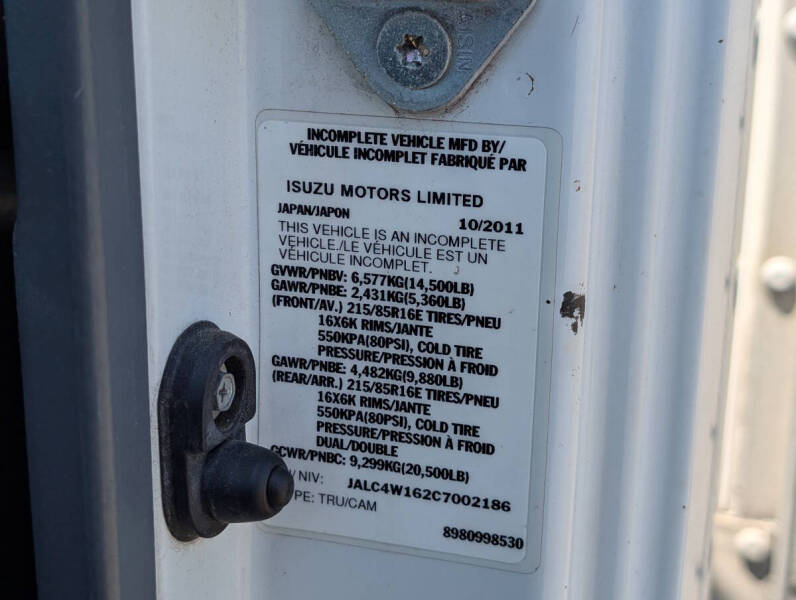 AISIN
INCOMPLETE VEHICLE MFD BY/
VÉHICULE INCOMPLET FABRIQUÉ PAR
ISUZU MOTORS LIMITED
JAPAN/JAPON 10/2011
THIS VEHICLE IS AN INCOMPLETE
VEHICLE./LE VÉHICULE EST UN
VÉHICULE INCOMPLET.
GVWR/PNBV: 6,577KG(14,500LB)
GAWR/PNBE: 2,431KG(5,360LB)
(FRONT/AV.) 215/85R16E TIRES/PNEU
16X6K RIMS/JANTE
550KPA(80PSI), COLD TIRE
PRESSURE/PRESSION À FROID
GAWR/PNBE: 4,482KG(9,880LB)
(REAR/ARR.) 215/85R16E TIRES/PNEU
16X6K RIMS/JANTE
550KPA(80PSI), COLD TIRE
PRESSURE/PRESSION À FROID
DUAL/DOUBLE
GCWR/PNBC: 9,299KG(20,500LB)
/ NIV: JALC4W162C7002186
PE: TRU/CAM
8980998530